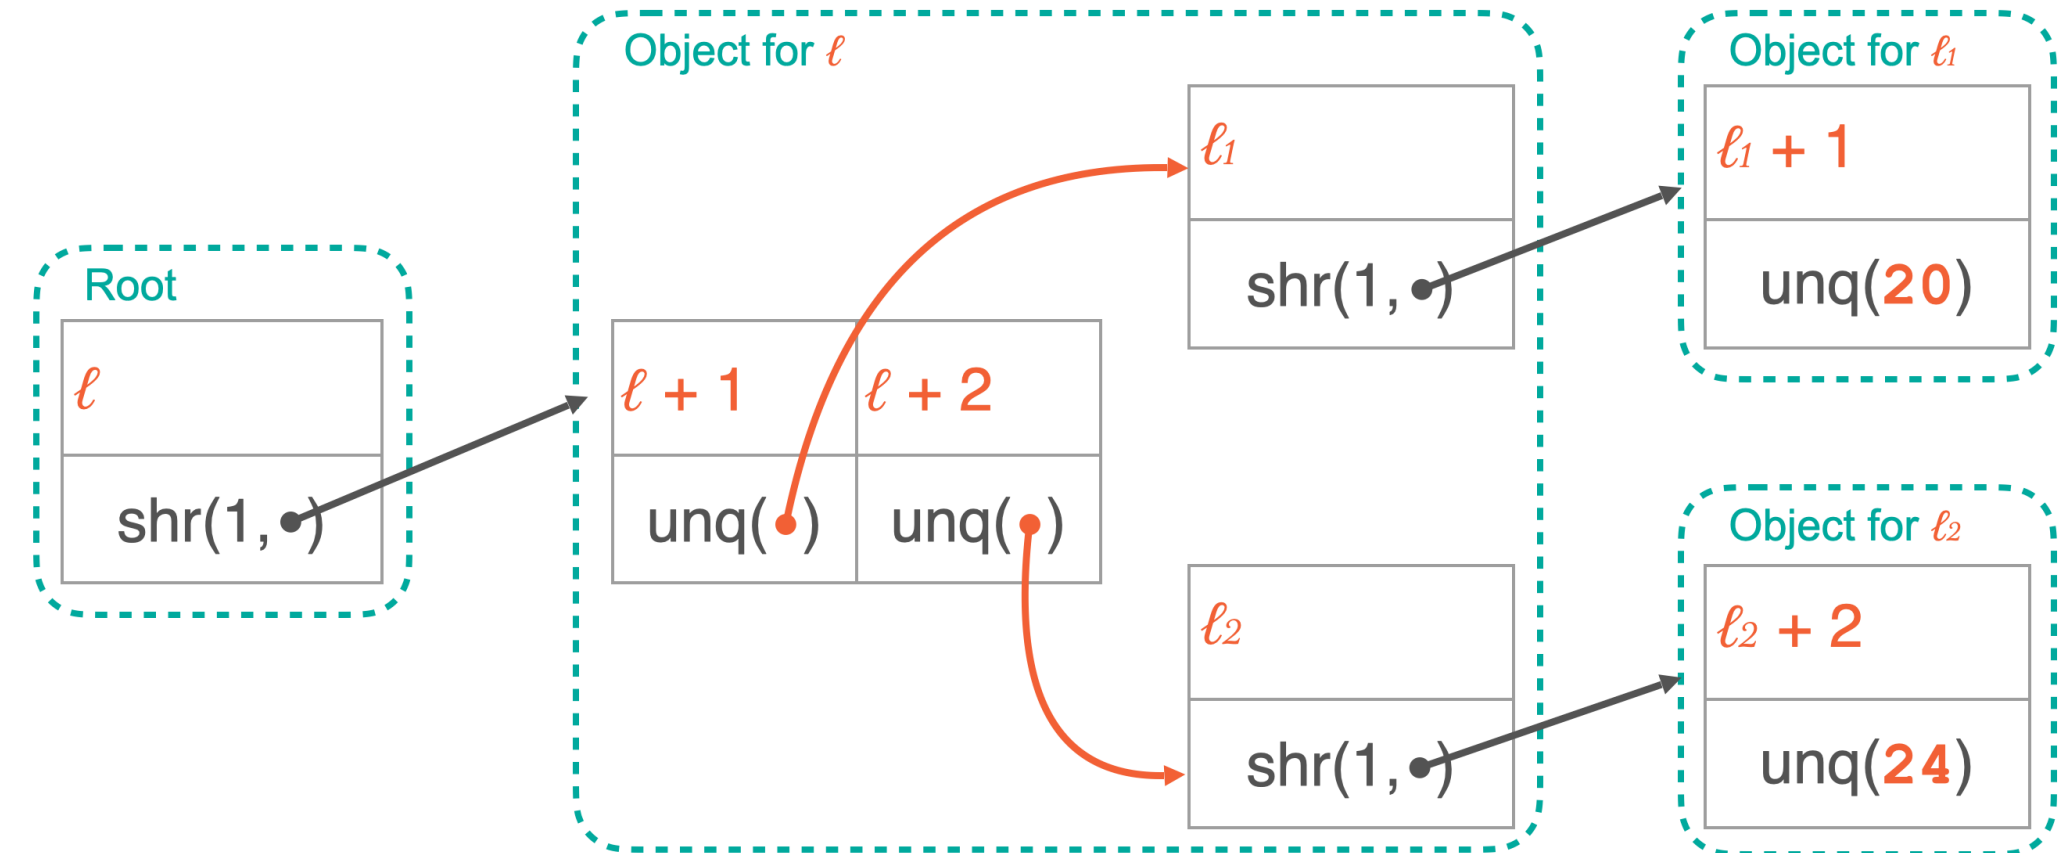 Root
ℓ
shr(1, )
Object for ℓ
ℓ + 1
ℓ + 2
unq( )
unq( )
ℓ1
shr(1, )
ℓ2
shr(1, )
Object for ℓ1
ℓ1 + 1
unq(20)
Object for ℓ2
ℓ2 + 2
unq(24)